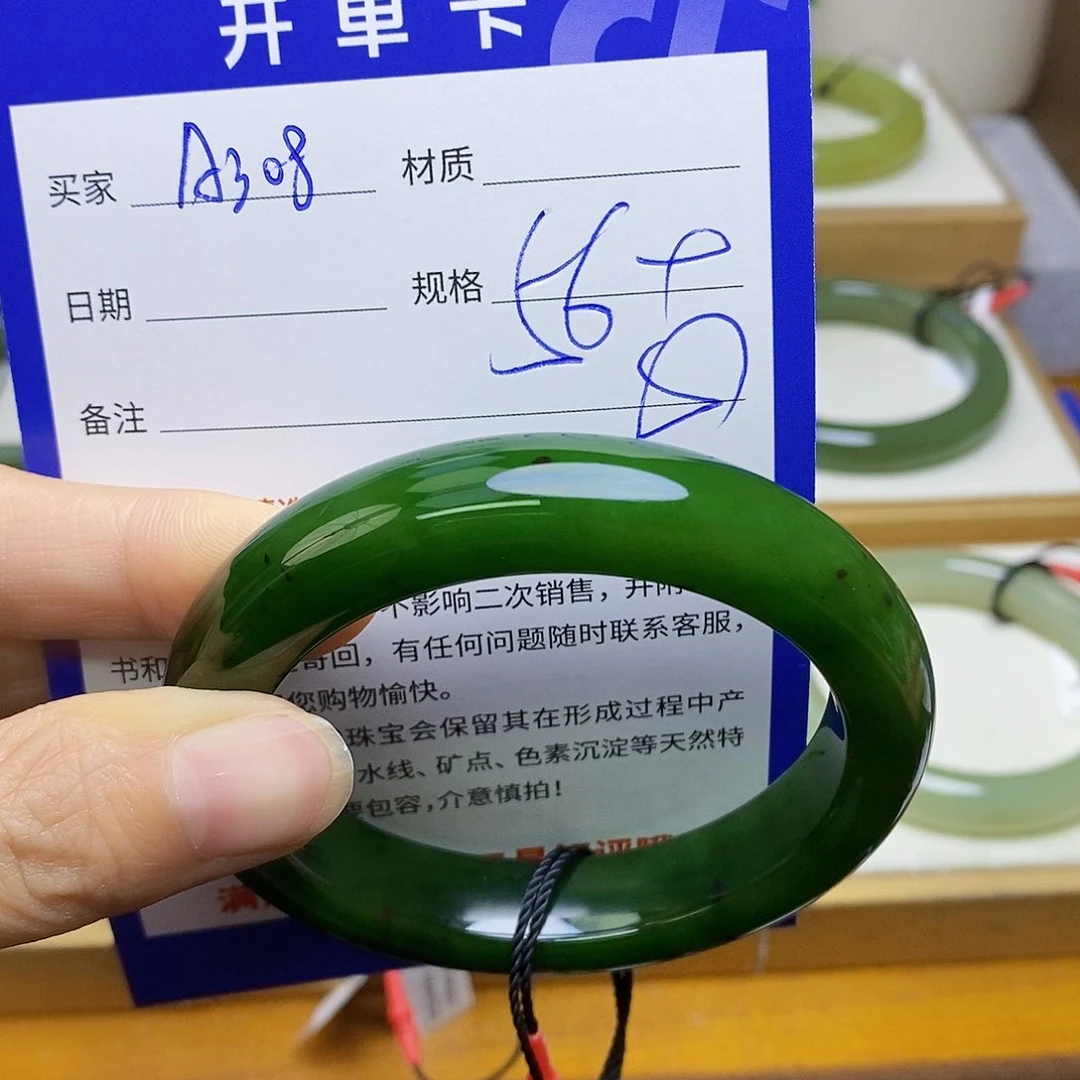 开单卡
买家 A308 材质
日期 规格 56+
备注
不影响二次销售，并附
书和 寄回，有任何问题随时联系客服，
您购物愉快。
珠宝会保留其在形成过程中产
水线、矿点、色素沉淀等天然特
要包容，介意慎拍！
满